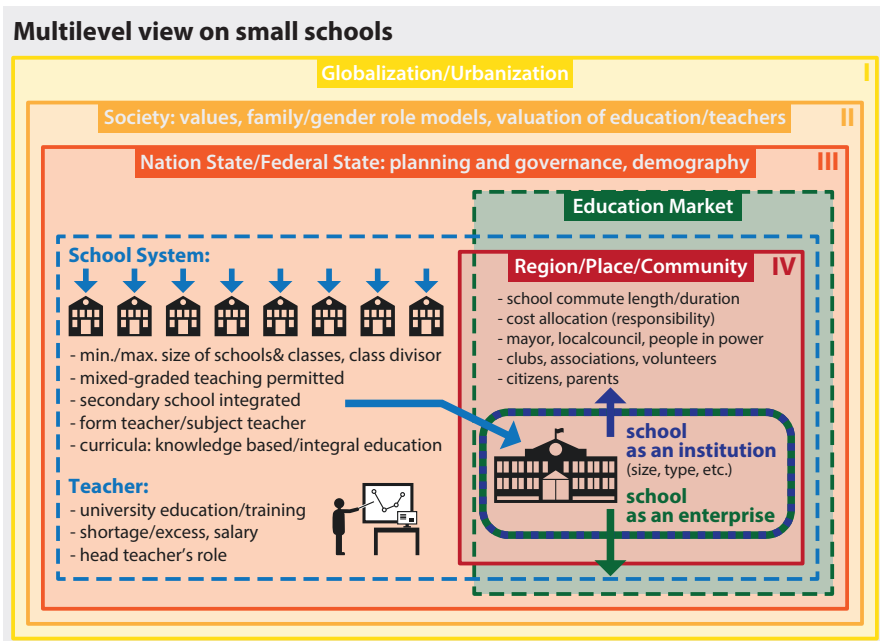 Multilevel view on small schools
Globalization/Urbanization
I
Society: values, family/gender role models, valuation of education/teachers
II
Nation State/Federal State: planning and governance, demography
III
Education Market
School System:
- min./max. size of schools& classes, class divisor
- mixed-graded teaching permitted
- secondary school integrated
- form teacher/subject teacher
- curricula: knowledge based/integral education
Teacher:
- university education/training
- shortage/excess, salary
- head teacher's role
Region/Place/Community
IV
- school commute length/duration
- cost allocation (responsibility)
- mayor, localcouncil, people in power
- clubs, associations, volunteers
- citizens, parents
school
as an institution
(size, type, etc.)
school
as an enterprise